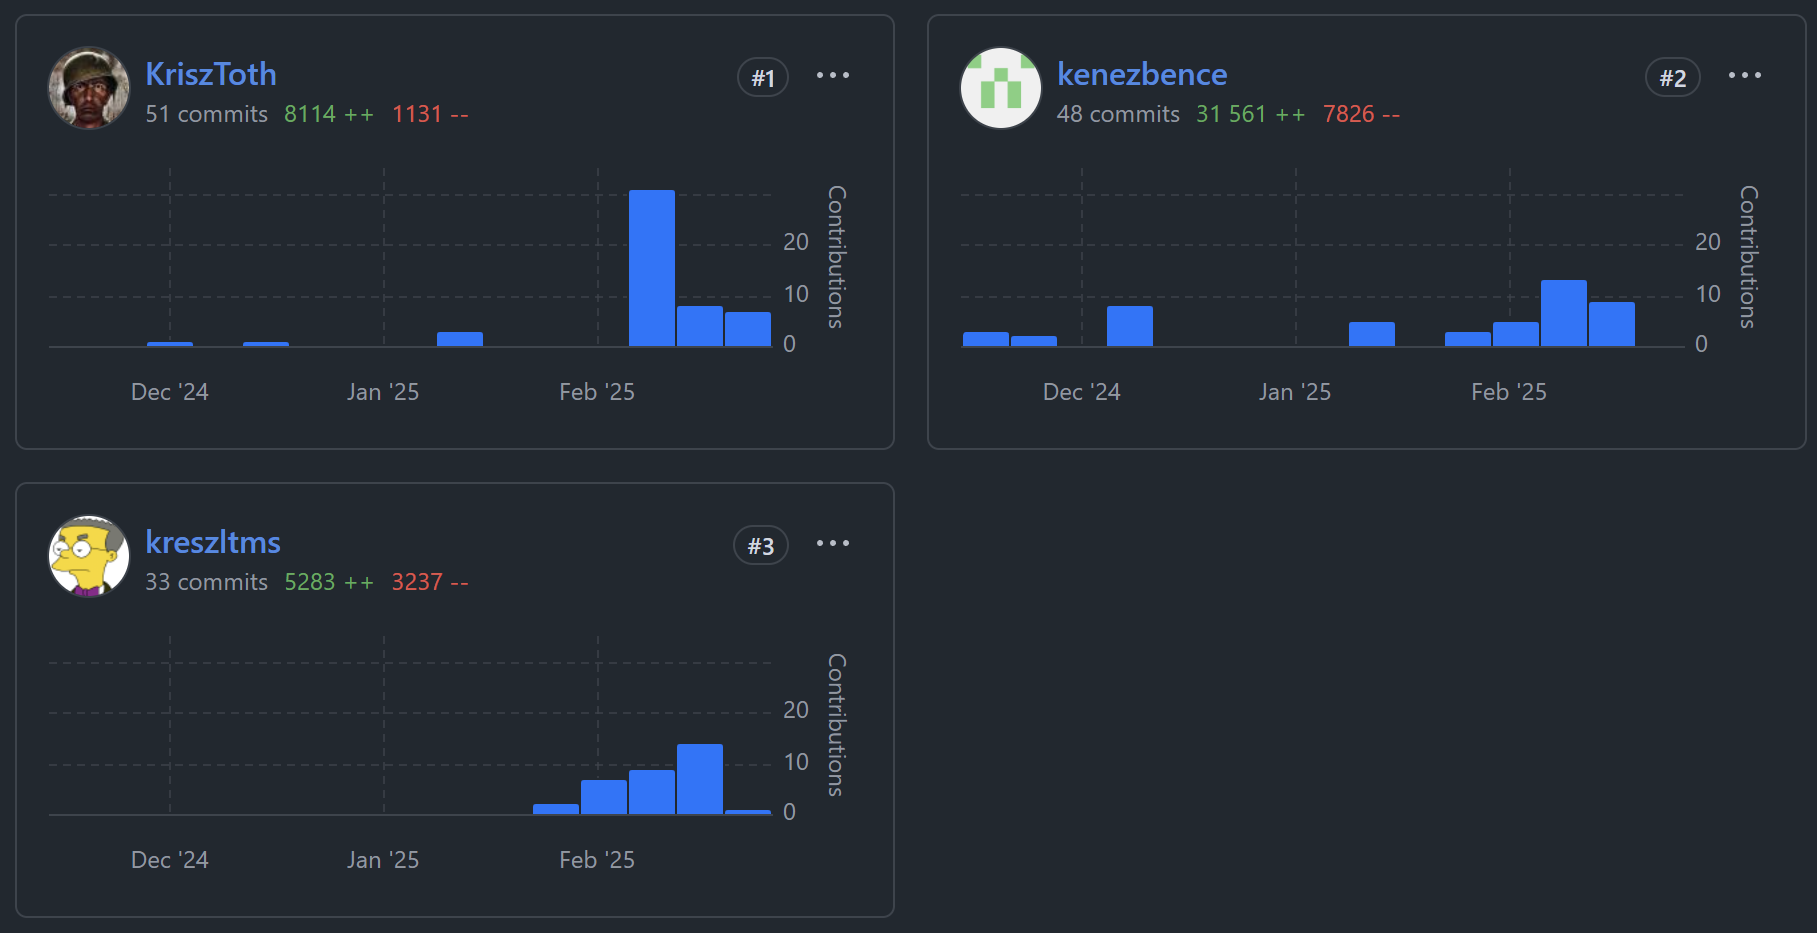 KriszToth
#1
51 commits 8114 ++ 1131 --
Contributions
20
10
0
Dec '24 Jan '25 Feb '25
kenezbence
#2
48 commits 31 561 ++ 7826 --
Contributions
20
10
0
Dec '24 Jan '25 Feb '25
kreszltms
#3
33 commits 5283 ++ 3237 --
Contributions
20
10
0
Dec '24 Jan '25 Feb '25